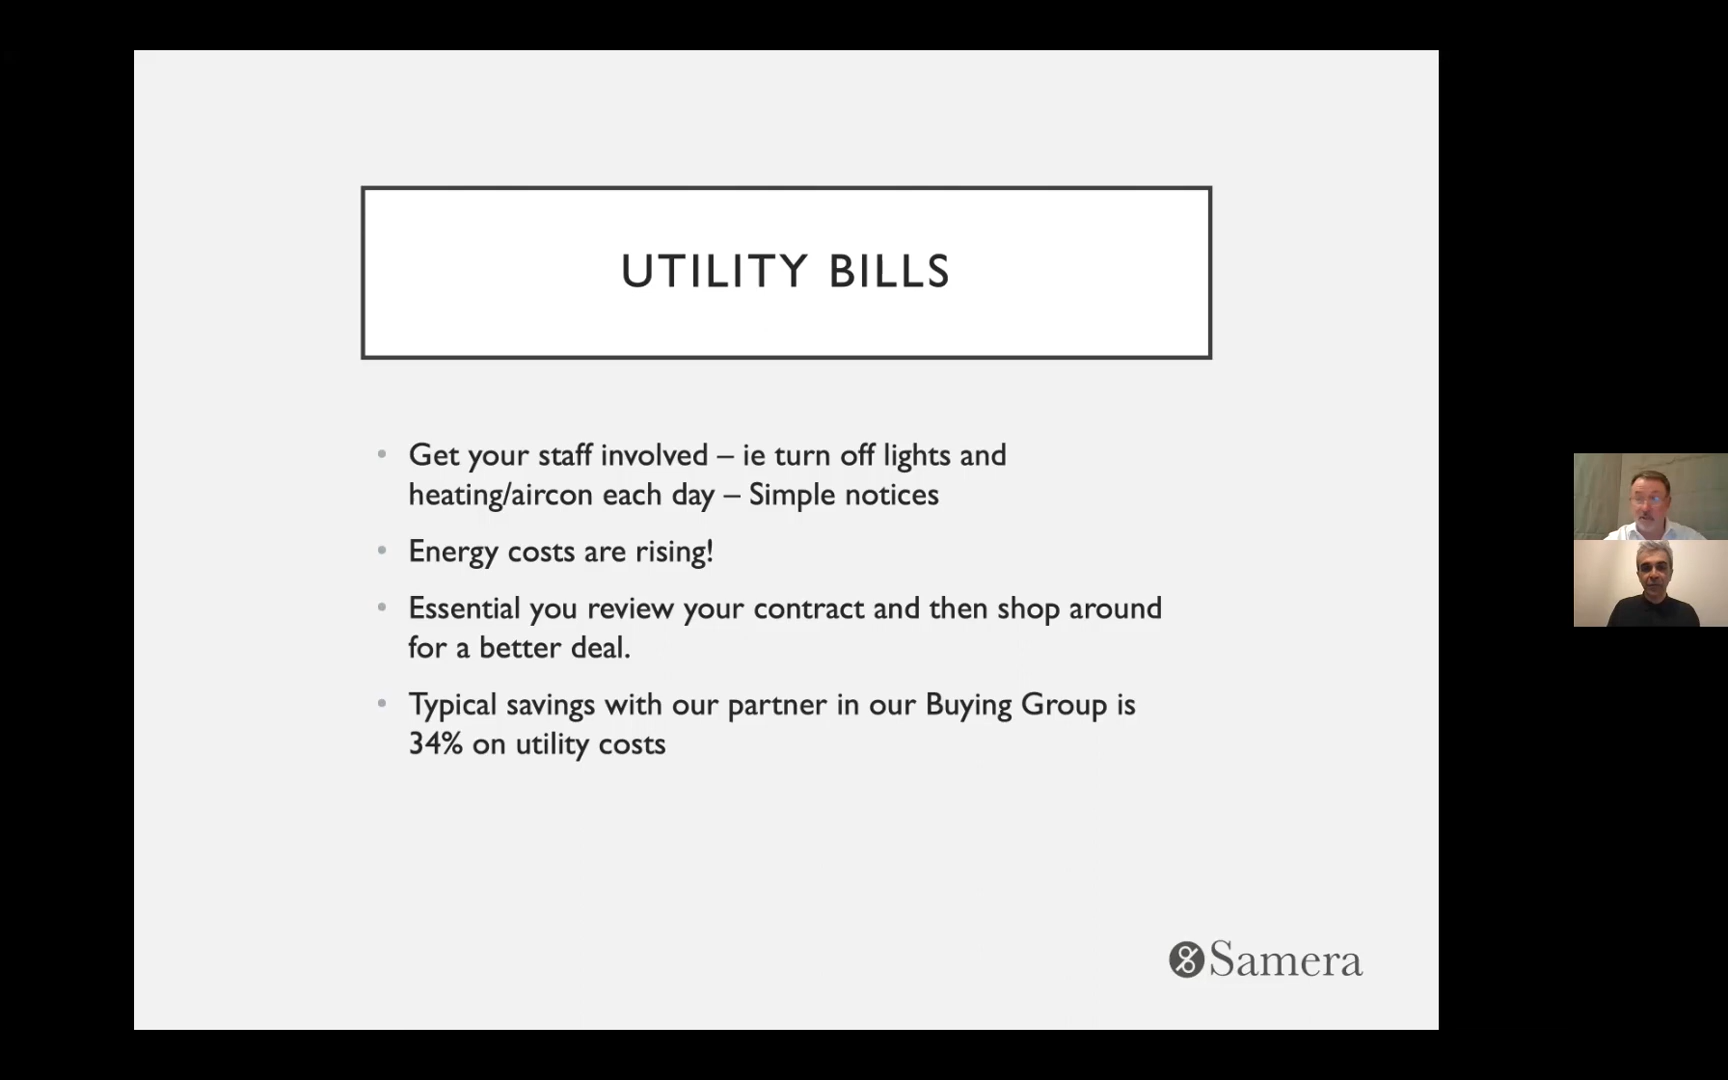 UTILITY BILLS
Get your staff involved – ie turn off lights and
heating/aircon each day – Simple notices
Energy costs are rising!
Essential you review your contract and then shop around
for a better deal.
Typical savings with our partner in our Buying Group is
34% on utility costs
Samera